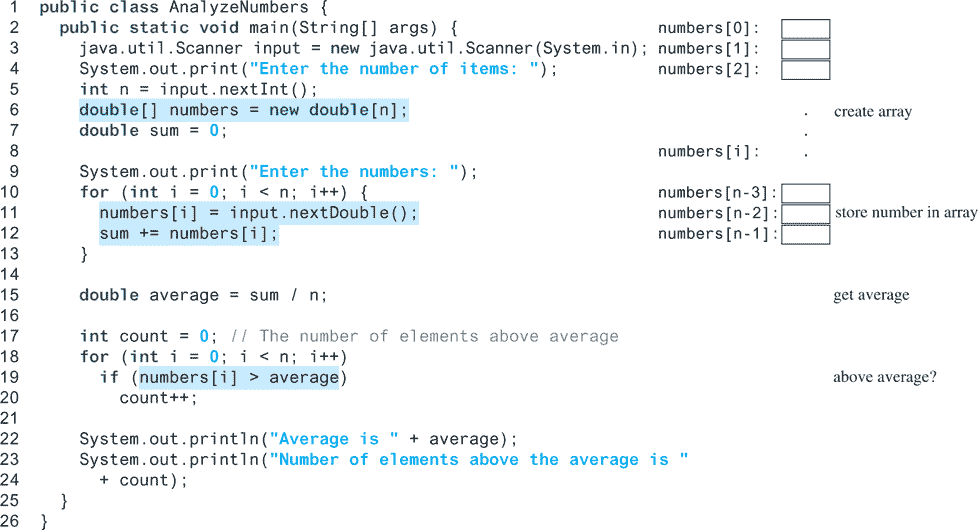 1 public class AnalyzeNumbers {
2 public static void main(String[] args) { numbers[0]:
3 java.util.Scanner input = new java.util.Scanner(System.in); numbers[1]:
4 System.out.print("Enter the number of items: "); numbers[2]:
5 int n = input.nextInt();
6 double[] numbers = new double[n]; . create array
7 double sum = 0; .
8 numbers[i]: .
9 System.out.print("Enter the numbers: ");
10 for (int i = 0; i < n; i++) { numbers[n-3]:
11 numbers[i] = input.nextDouble(); numbers[n-2]: store number in array
12 sum += numbers[i]; numbers[n-1]:
13 }
14
15 double average = sum / n; get average
16
17 int count = 0; // The number of elements above average
18 for (int i = 0; i < n; i++)
19 if (numbers[i] > average) above average?
20 count++;
21
22 System.out.println("Average is " + average);
23 System.out.println("Number of elements above the average is "
24 + count);
25 }
26 }